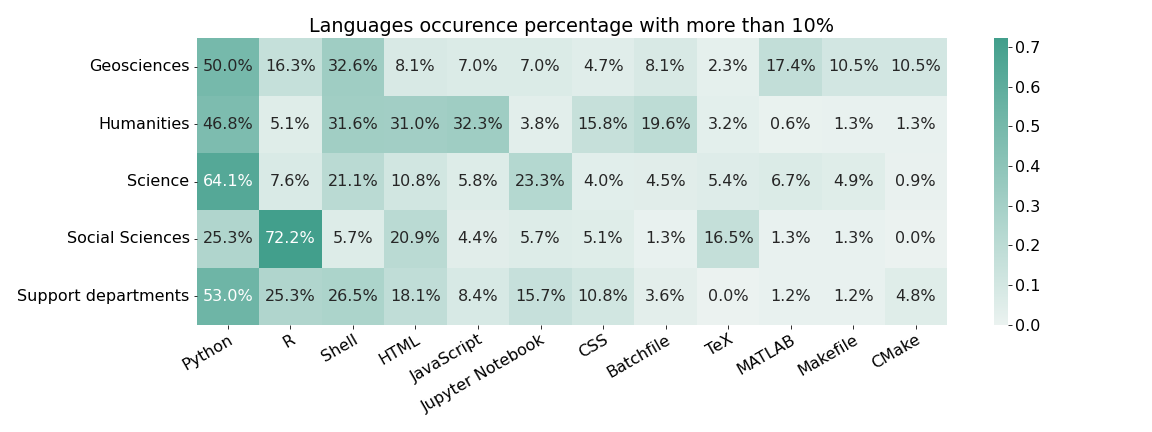 Languages occurence percentage with more than 10%
Geosciences 50.0% 16.3% 32.6% 8.1% 7.0% 7.0% 4.7% 8.1% 2.3% 17.4% 10.5% 10.5%
Humanities 46.8% 5.1% 31.6% 31.0% 32.3% 3.8% 15.8% 19.6% 3.2% 0.6% 1.3% 1.3%
Science 64.1% 7.6% 21.1% 10.8% 5.8% 23.3% 4.0% 4.5% 5.4% 6.7% 4.9% 0.9%
Social Sciences 25.3% 72.2% 5.7% 20.9% 4.4% 5.7% 5.1% 1.3% 16.5% 1.3% 1.3% 0.0%
Support departments 53.0% 25.3% 26.5% 18.1% 8.4% 15.7% 10.8% 3.6% 0.0% 1.2% 1.2% 4.8%
Python R Shell HTML JavaScript Jupyter Notebook CSS Batchfile TeX MATLAB Makefile CMake
0.7
0.6
0.5
0.4
0.3
0.2
0.1
0.0